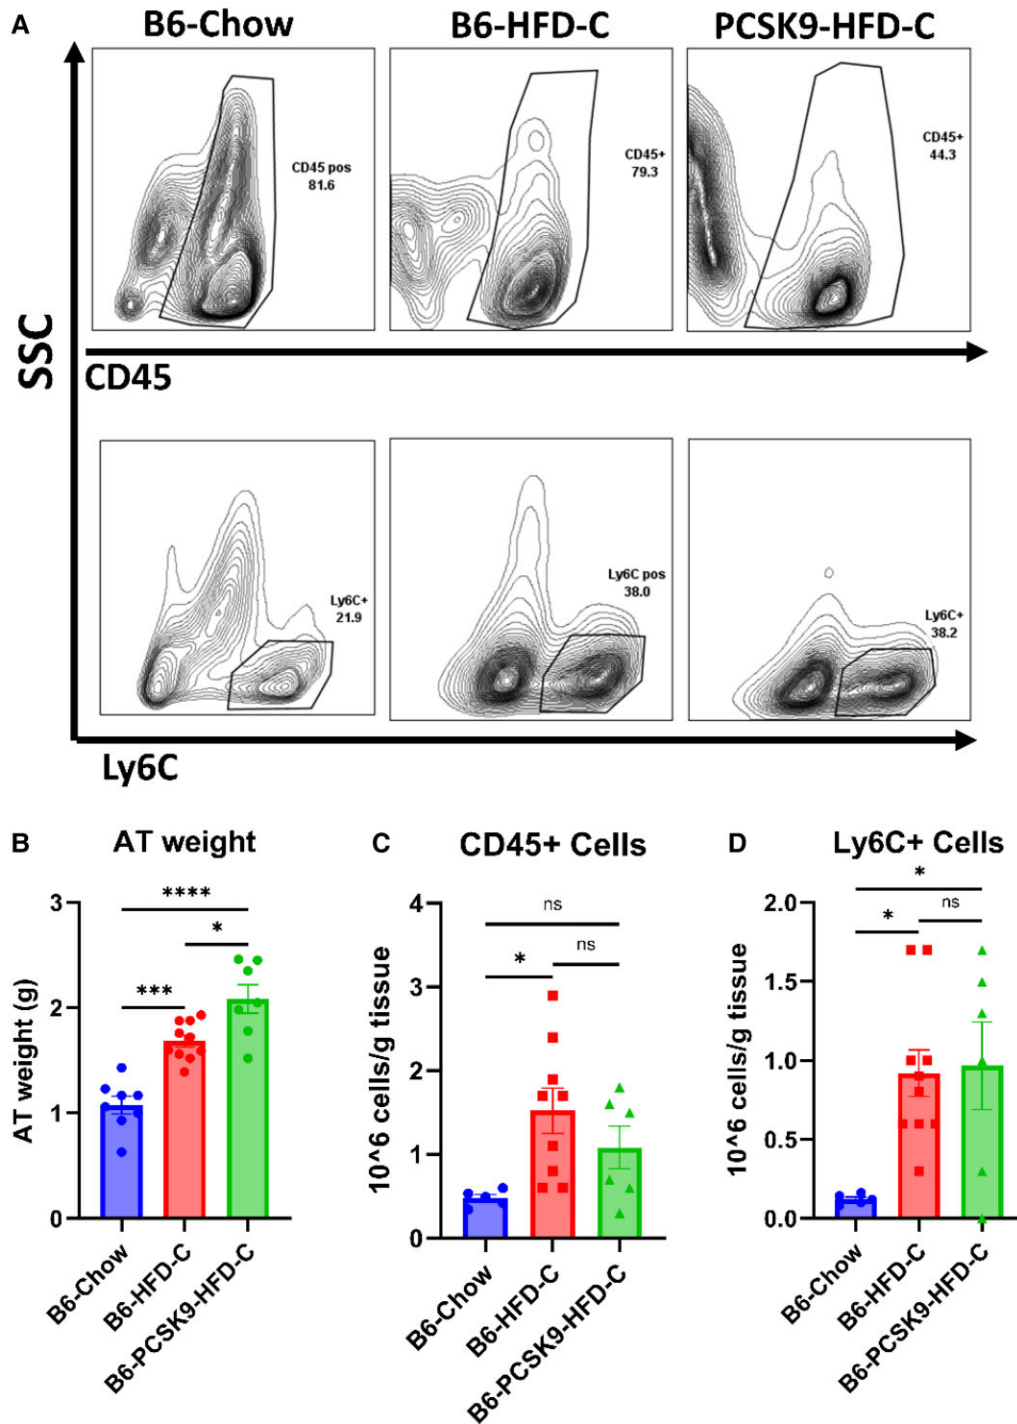 A
B6-Chow
B6-HFD-C
PCSK9-HFD-C
CD45 pos
81.6
CD45+
79.3
CD45+
44.3
SSC
CD45
Ly6C+
21.9
Ly6C pos
38.0
Ly6C+
38.2
Ly6C
B
AT weight
AT weight (g)
3
2
1
0
****
*
***
B6-Chow
B6-HFD-C
B6-PCSK9-HFD-C
C
CD45+ Cells
10^6 cells/g tissue
4
3
2
1
0
ns
ns
*
B6-Chow
B6-HFD-C
B6-PCSK9-HFD-C
D
Ly6C+ Cells
10^6 cells/g tissue
2.0
1.5
1.0
0.5
0.0
*
ns
*
B6-Chow
B6-HFD-C
B6-PCSK9-HFD-C